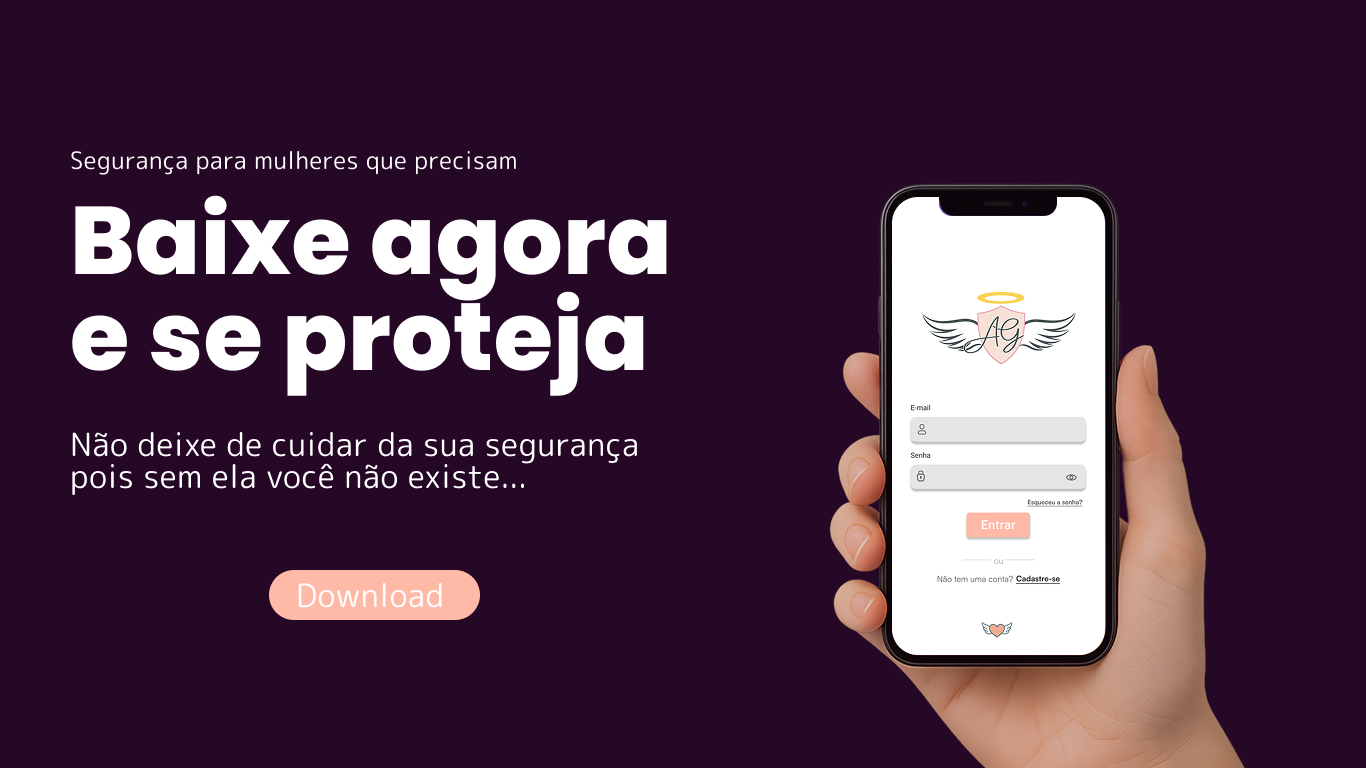 Segurança para mulheres que precisam
Baixe agora
e se proteja
Não deixe de cuidar da sua segurança
pois sem ela você não existe...
Download
AG
E-mail
Senha
Esqueceu a senha?
Entrar
ou
Não tem uma conta? Cadastre-se